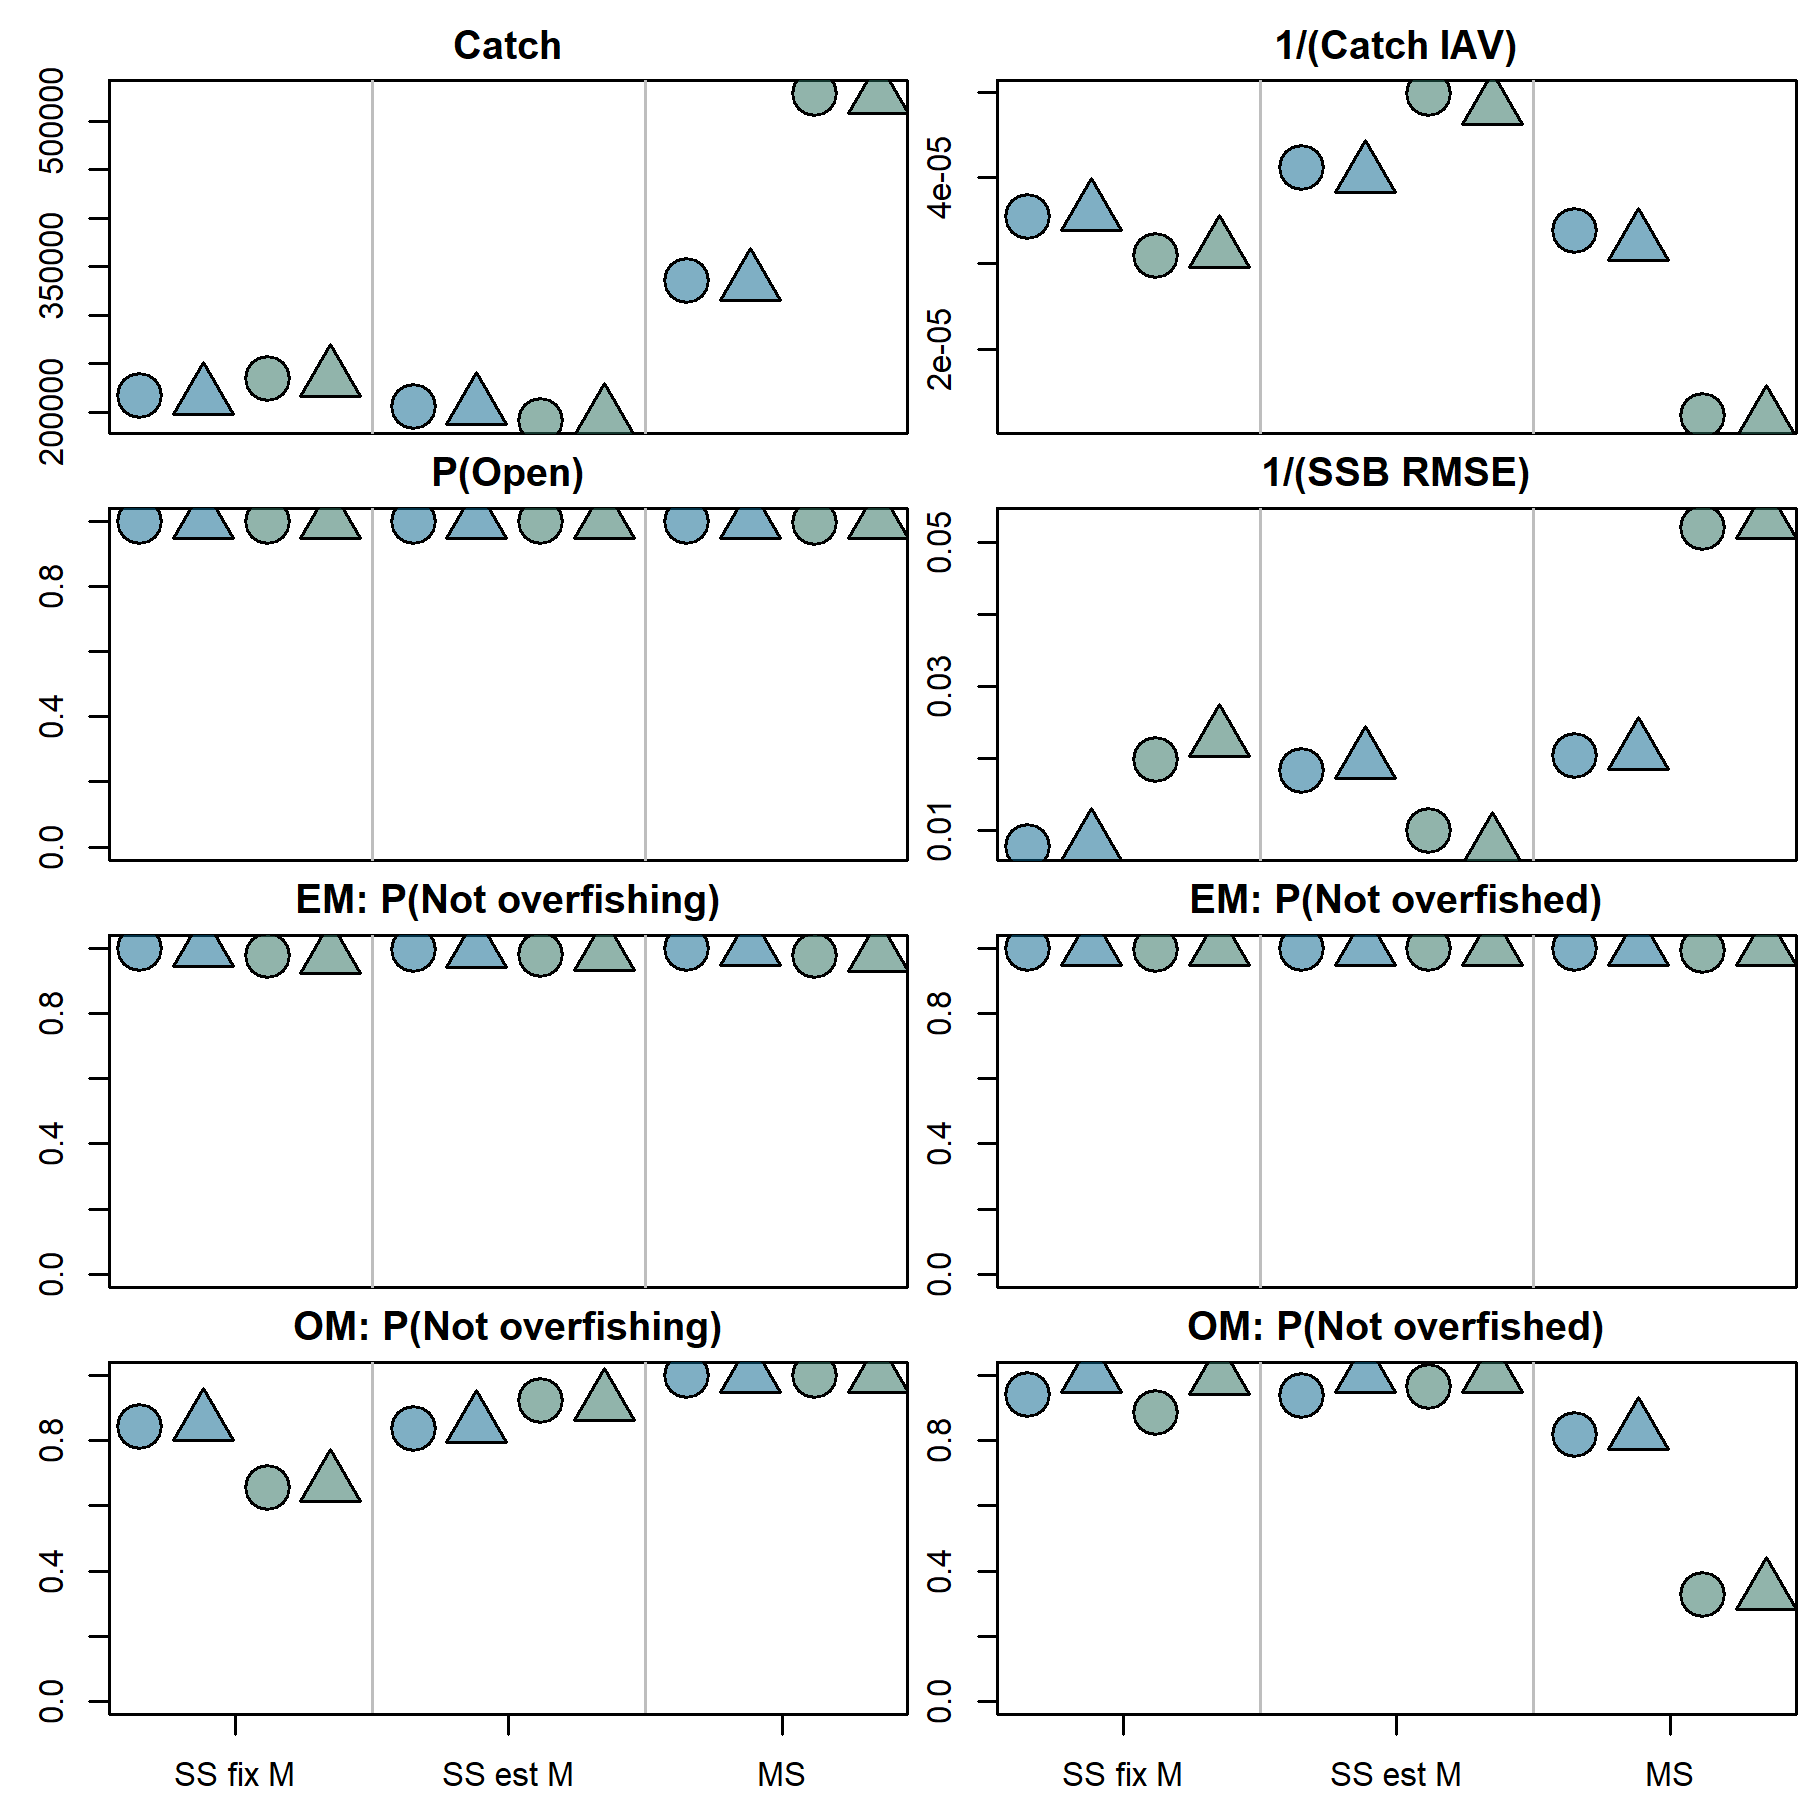 Catch
1/(Catch IAV)
500000
350000
200000
4e-05
2e-05
P(Open)
1/(SSB RMSE)
0.8
0.4
0.0
0.05
0.03
0.01
EM: P(Not overfishing)
EM: P(Not overfished)
0.8
0.4
0.0
0.8
0.4
0.0
OM: P(Not overfishing)
OM: P(Not overfished)
0.8
0.4
0.0
0.8
0.4
0.0
SS fix M
SS est M
MS
SS fix M
SS est M
MS